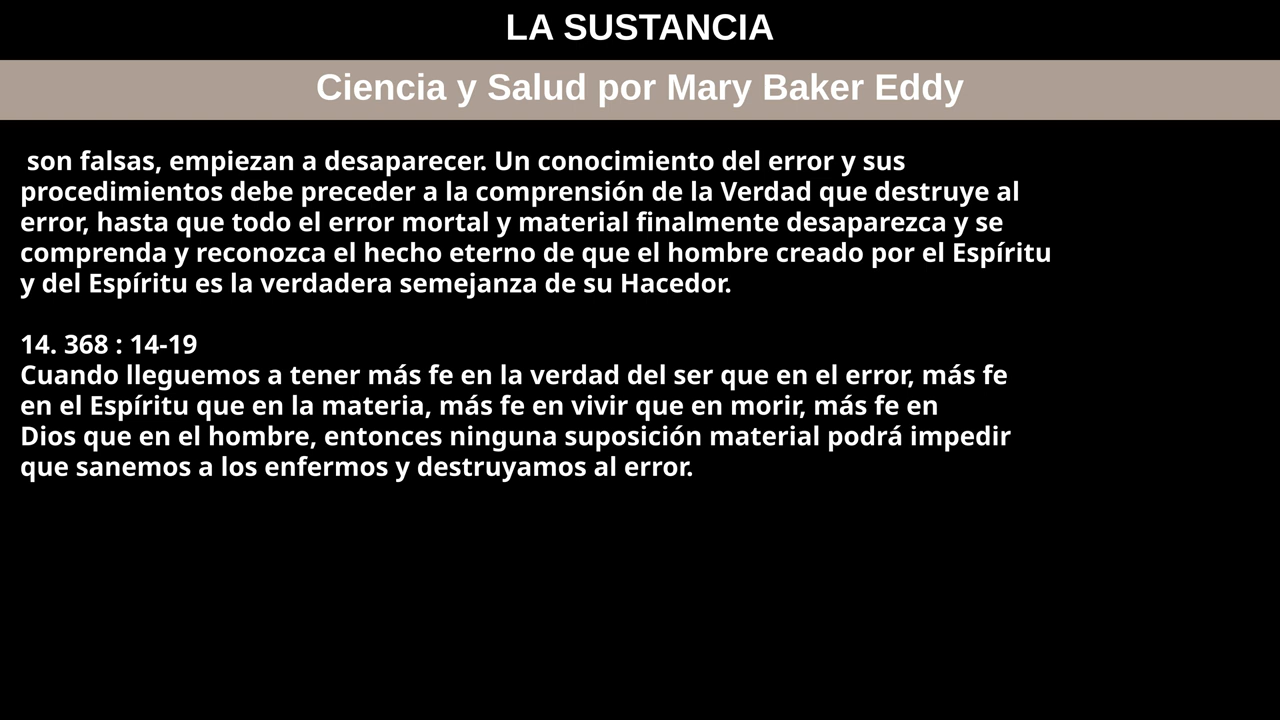 LA SUSTANCIA
Ciencia y Salud por Mary Baker Eddy
son falsas, empiezan a desaparecer. Un conocimiento del error y sus
procedimientos debe preceder a la comprensión de la Verdad que destruye al
error, hasta que todo el error mortal y material finalmente desaparezca y se
comprenda y reconozca el hecho eterno de que el hombre creado por el Espíritu
y del Espíritu es la verdadera semejanza de su Hacedor.
14. 368 : 14-19
Cuando lleguemos a tener más fe en la verdad del ser que en el error, más fe
en el Espíritu que en la materia, más fe en vivir que en morir, más fe en
Dios que en el hombre, entonces ninguna suposición material podrá impedir
que sanemos a los enfermos y destruyamos al error.